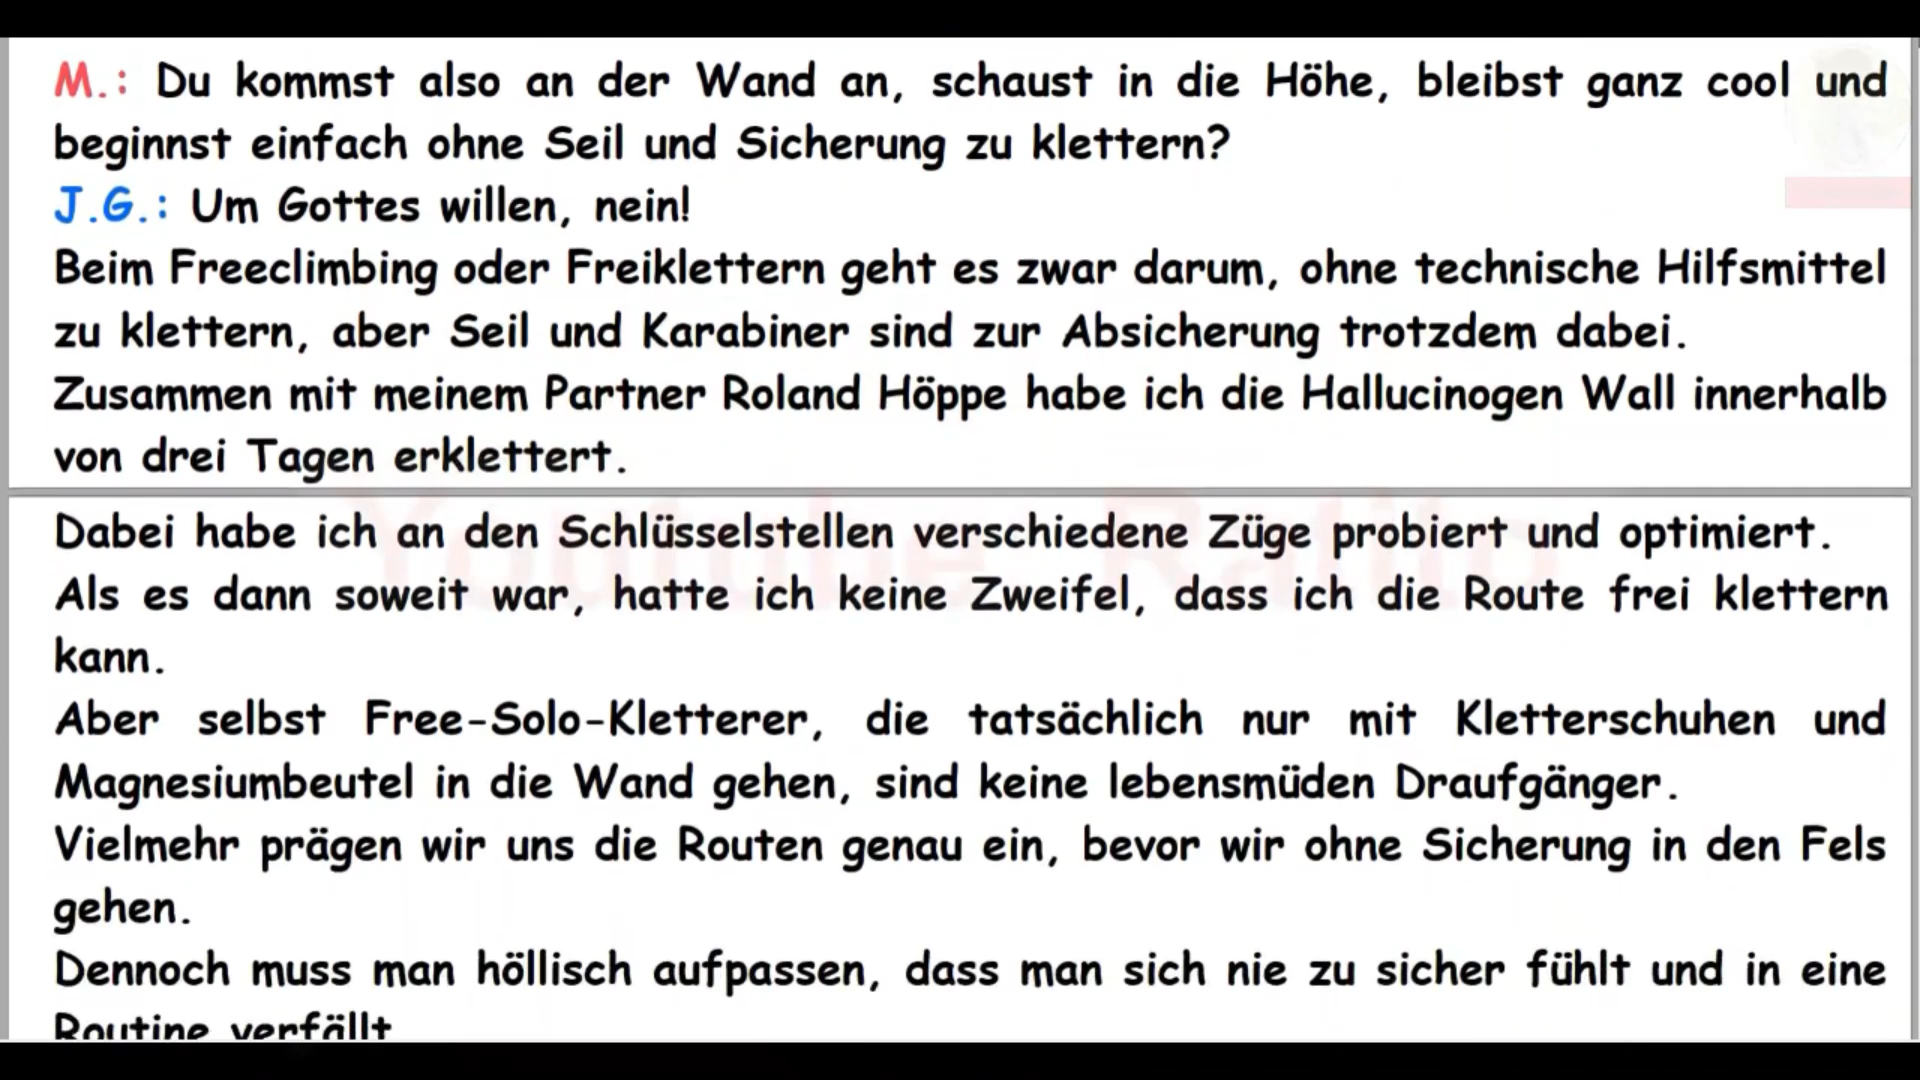 M.: Du kommst also an der Wand an, schaust in die Höhe, bleibst ganz cool und
beginnst einfach ohne Seil und Sicherung zu klettern?
J.G.: Um Gottes willen, nein!
Beim Freeclimbing oder Freiklettern geht es zwar darum, ohne technische Hilfsmittel
zu klettern, aber Seil und Karabiner sind zur Absicherung trotzdem dabei.
Zusammen mit meinem Partner Roland Höppe habe ich die Hallucinogen Wall innerhalb
von drei Tagen erklettert.
Dabei habe ich an den Schlüsselstellen verschiedene Züge probiert und optimiert.
Als es dann soweit war, hatte ich keine Zweifel, dass ich die Route frei klettern
kann.
Aber selbst Free-Solo-Kletterer, die tatsächlich nur mit Kletterschuhen und
Magnesiumbeutel in die Wand gehen, sind keine lebensmüden Draufgänger.
Vielmehr prägen wir uns die Routen genau ein, bevor wir ohne Sicherung in den Fels
gehen.
Dennoch muss man höllisch aufpassen, dass man sich nie zu sicher fühlt und in eine
Routine verfällt